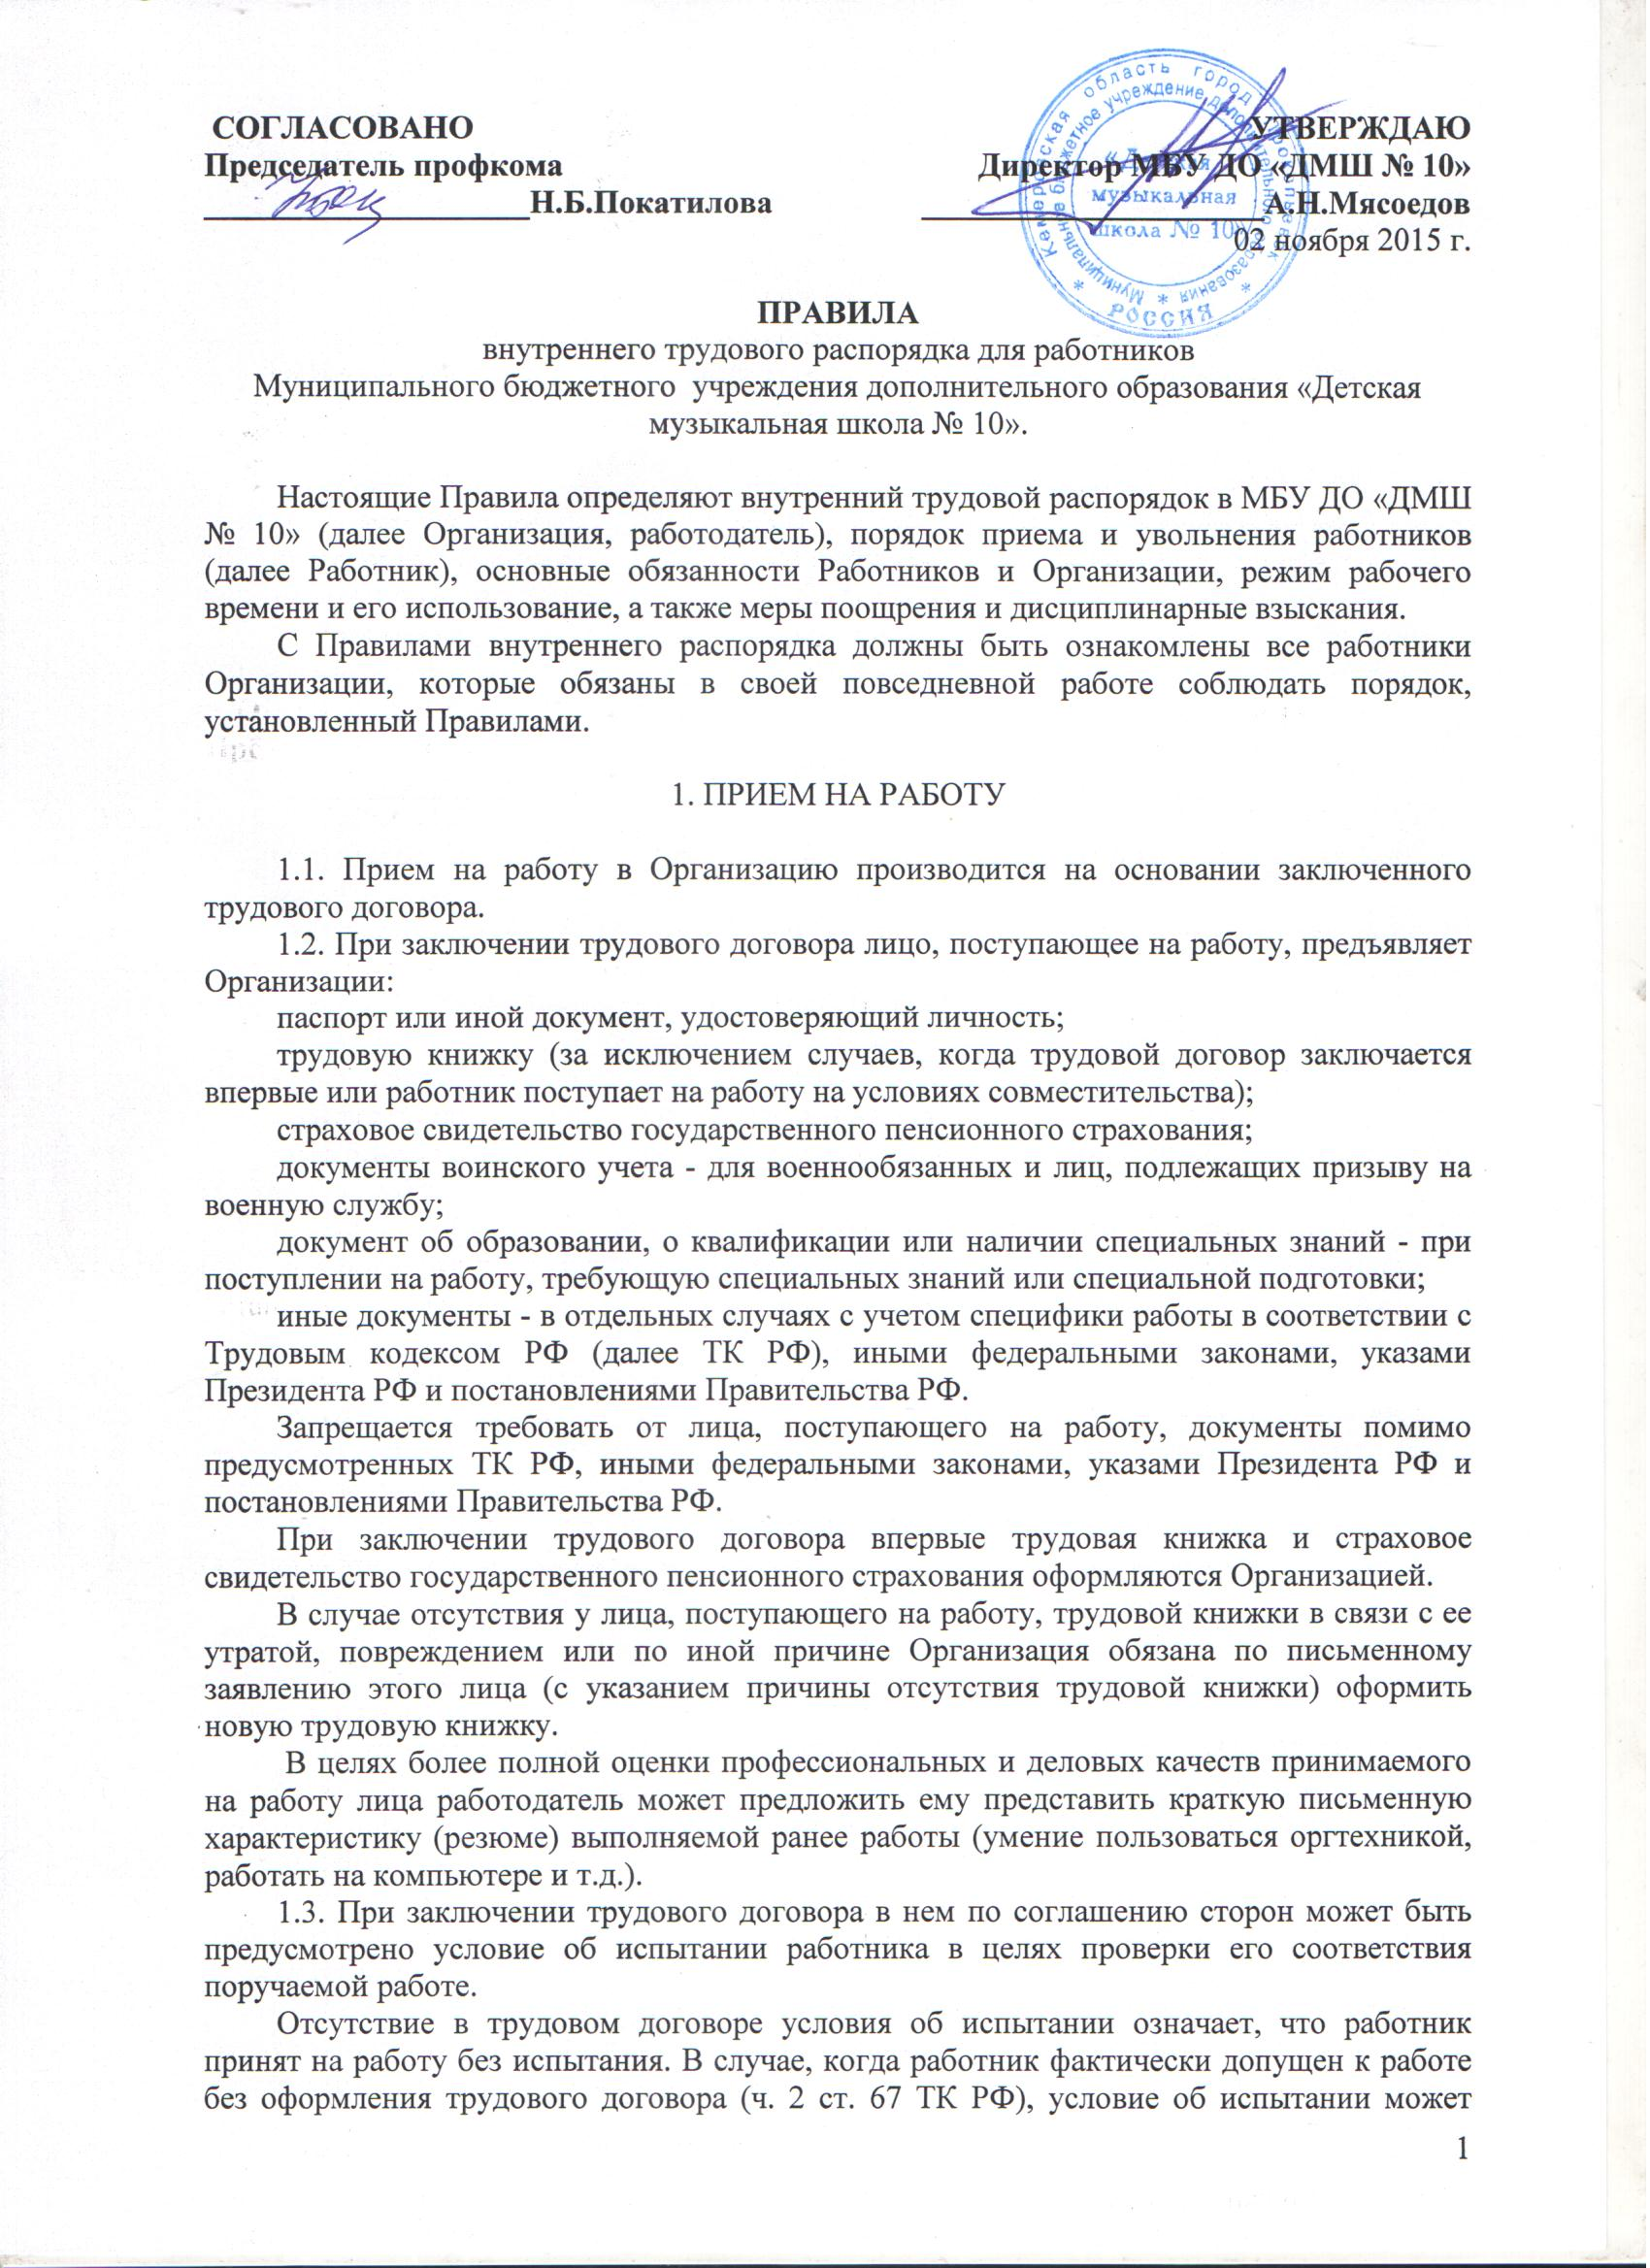 СОГЛАСОВАНО УТВЕРЖДАЮ
Председатель профкома Директор МБУ ДО «ДМШ № 10»
____________________Н.Б.Покатилова _____________________А.Н.Мясоедов
02 ноября 2015 г.
Кемеровская область город Прокопьевск
РОССИЯ
Муниципальное бюджетное учреждение дополнительного образования
«Детская
музыкальная
школа № 10»
ПРАВИЛА
внутреннего трудового распорядка для работников
Муниципального бюджетного учреждения дополнительного образования «Детская
музыкальная школа № 10».
Настоящие Правила определяют внутренний трудовой распорядок в МБУ ДО «ДМШ
№ 10» (далее Организация, работодатель), порядок приема и увольнения работников
(далее Работник), основные обязанности Работников и Организации, режим рабочего
времени и его использование, а также меры поощрения и дисциплинарные взыскания.
С Правилами внутреннего распорядка должны быть ознакомлены все работники
Организации, которые обязаны в своей повседневной работе соблюдать порядок,
установленный Правилами.
1. ПРИЕМ НА РАБОТУ
1.1. Прием на работу в Организацию производится на основании заключенного
трудового договора.
1.2. При заключении трудового договора лицо, поступающее на работу, предъявляет
Организации:
паспорт или иной документ, удостоверяющий личность;
трудовую книжку (за исключением случаев, когда трудовой договор заключается
впервые или работник поступает на работу на условиях совместительства);
страховое свидетельство государственного пенсионного страхования;
документы воинского учета - для военнообязанных и лиц, подлежащих призыву на
военную службу;
документ об образовании, о квалификации или наличии специальных знаний - при
поступлении на работу, требующую специальных знаний или специальной подготовки;
иные документы - в отдельных случаях с учетом специфики работы в соответствии с
Трудовым кодексом РФ (далее ТК РФ), иными федеральными законами, указами
Президента РФ и постановлениями Правительства РФ.
Запрещается требовать от лица, поступающего на работу, документы помимо
предусмотренных ТК РФ, иными федеральными законами, указами Президента РФ и
постановлениями Правительства РФ.
При заключении трудового договора впервые трудовая книжка и страховое
свидетельство государственного пенсионного страхования оформляются Организацией.
В случае отсутствия у лица, поступающего на работу, трудовой книжки в связи с ее
утратой, повреждением или по иной причине Организация обязана по письменному
заявлению этого лица (с указанием причины отсутствия трудовой книжки) оформить
новую трудовую книжку.
В целях более полной оценки профессиональных и деловых качеств принимаемого
на работу лица работодатель может предложить ему представить краткую письменную
характеристику (резюме) выполняемой ранее работы (умение пользоваться оргтехникой,
работать на компьютере и т.д.).
1.3. При заключении трудового договора в нем по соглашению сторон может быть
предусмотрено условие об испытании работника в целях проверки его соответствия
поручаемой работе.
Отсутствие в трудовом договоре условия об испытании означает, что работник
принят на работу без испытания. В случае, когда работник фактически допущен к работе
без оформления трудового договора (ч. 2 ст. 67 ТК РФ), условие об испытании может
1